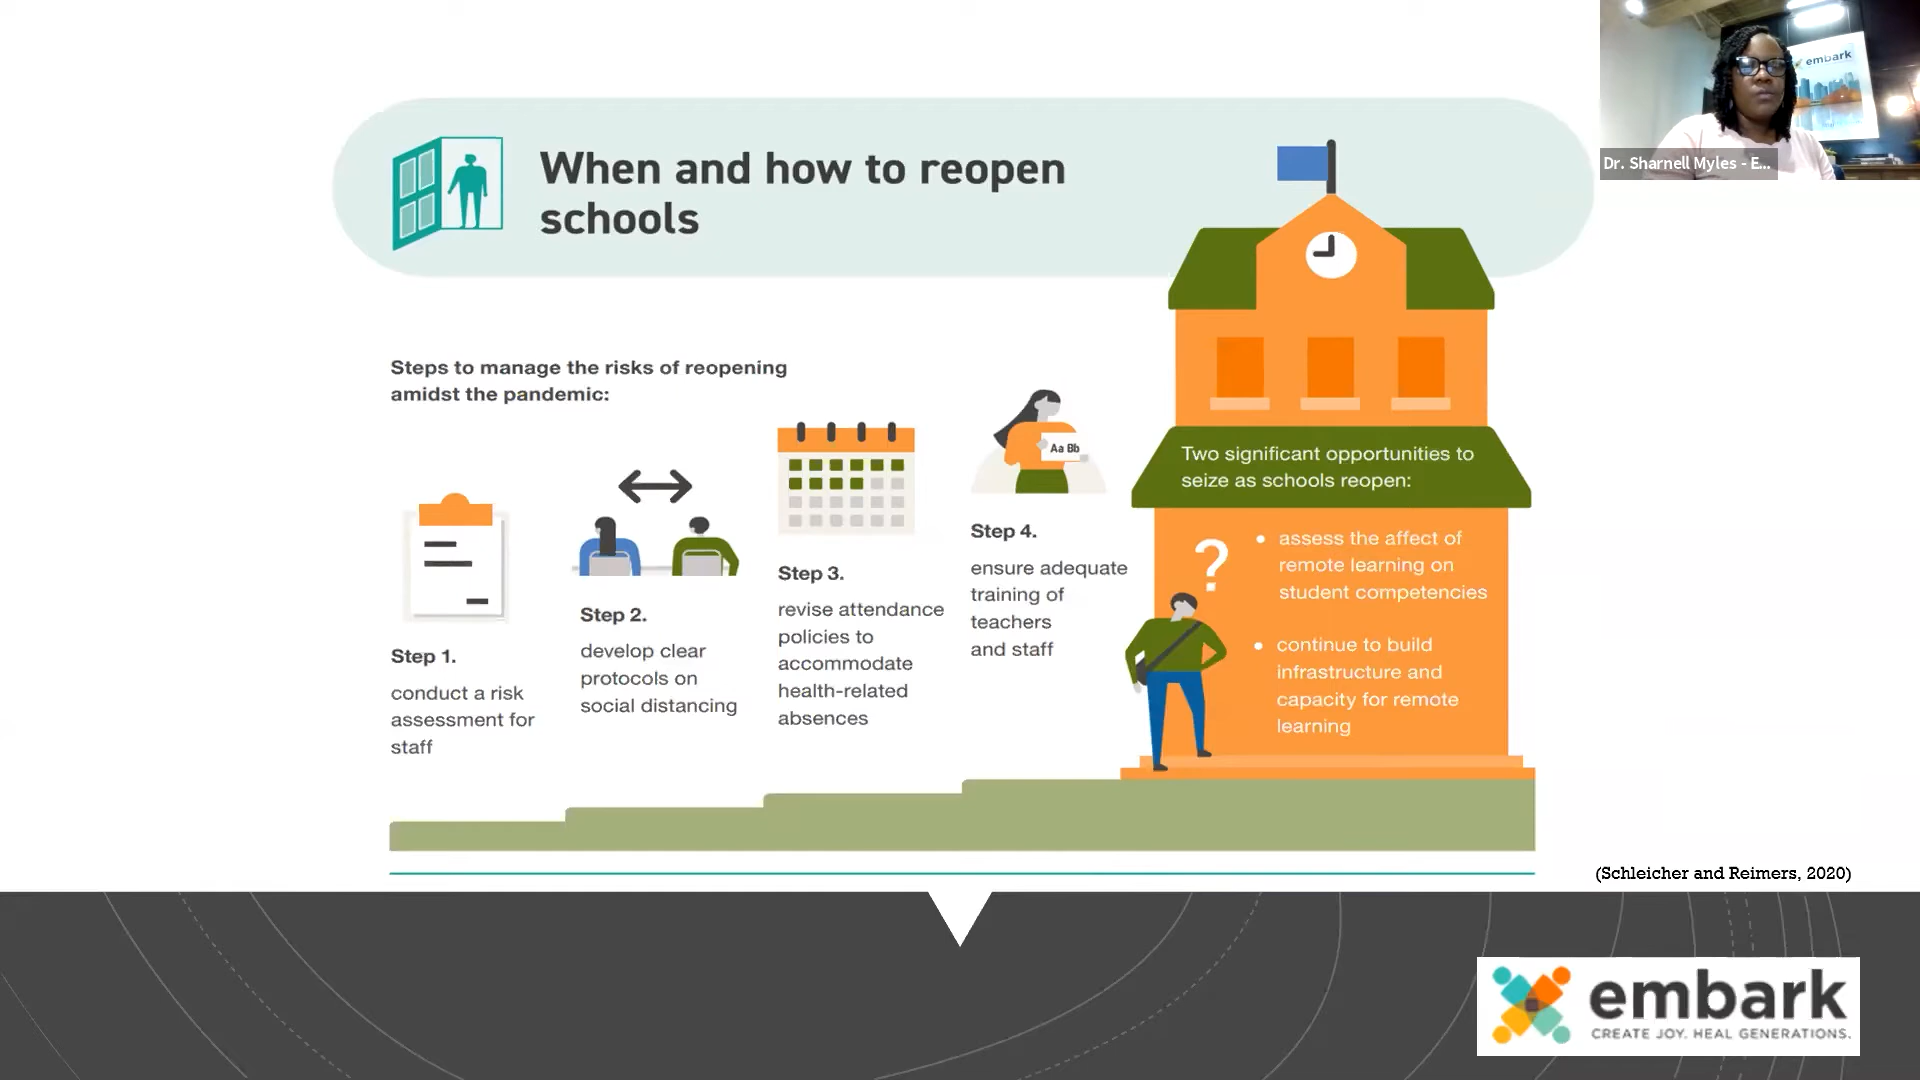 When and how to reopen
schools
embark
Dr. Sharnell Myles - E...
Steps to manage the risks of reopening
amidst the pandemic:
Step 1.
conduct a risk
assessment for
staff
Step 2.
develop clear
protocols on
social distancing
Step 3.
revise attendance
policies to
accommodate
health-related
absences
Aa Bb
Step 4.
ensure adequate
training of
teachers
and staff
Two significant opportunities to
seize as schools reopen:
?
• assess the affect of
remote learning on
student competencies
• continue to build
infrastructure and
capacity for remote
learning
(Schleicher and Reimers, 2020)
embark
CREATE JOY. HEAL GENERATIONS.